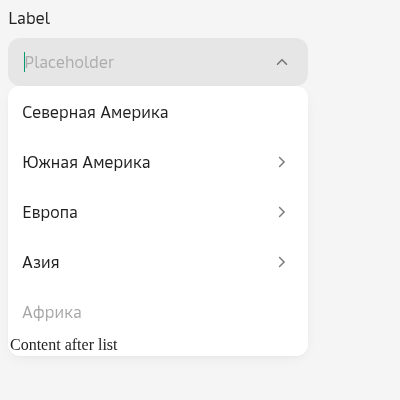 Label
Placeholder
Северная Америка
Южная Америка
Европа
Азия
Африка
Content after list